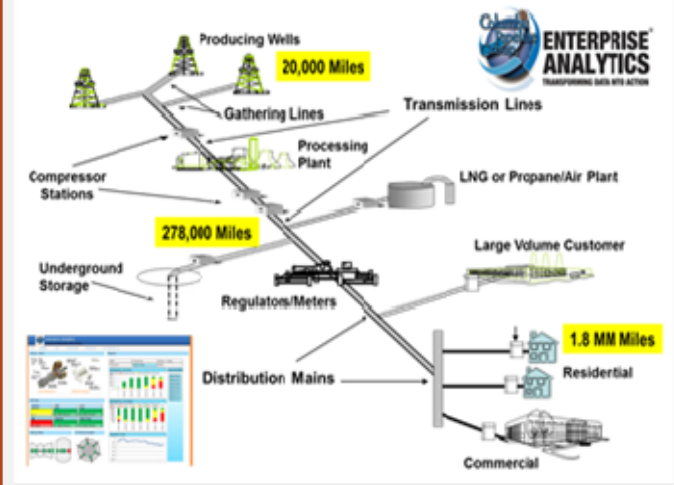 Producing Wells
20,000 Miles
ENTERPRISE
ANALYTICS
TRANSFORMING DATA INTO ACTION
Gathering Lines
Transmission Lines
Processing
Plant
Compressor
Stations
LNG or Propane/Air Plant
278,000 Miles
Large Volume Customer
Underground
Storage
Regulators/Meters
1.8 MM Miles
Residential
Distribution Mains
Commercial